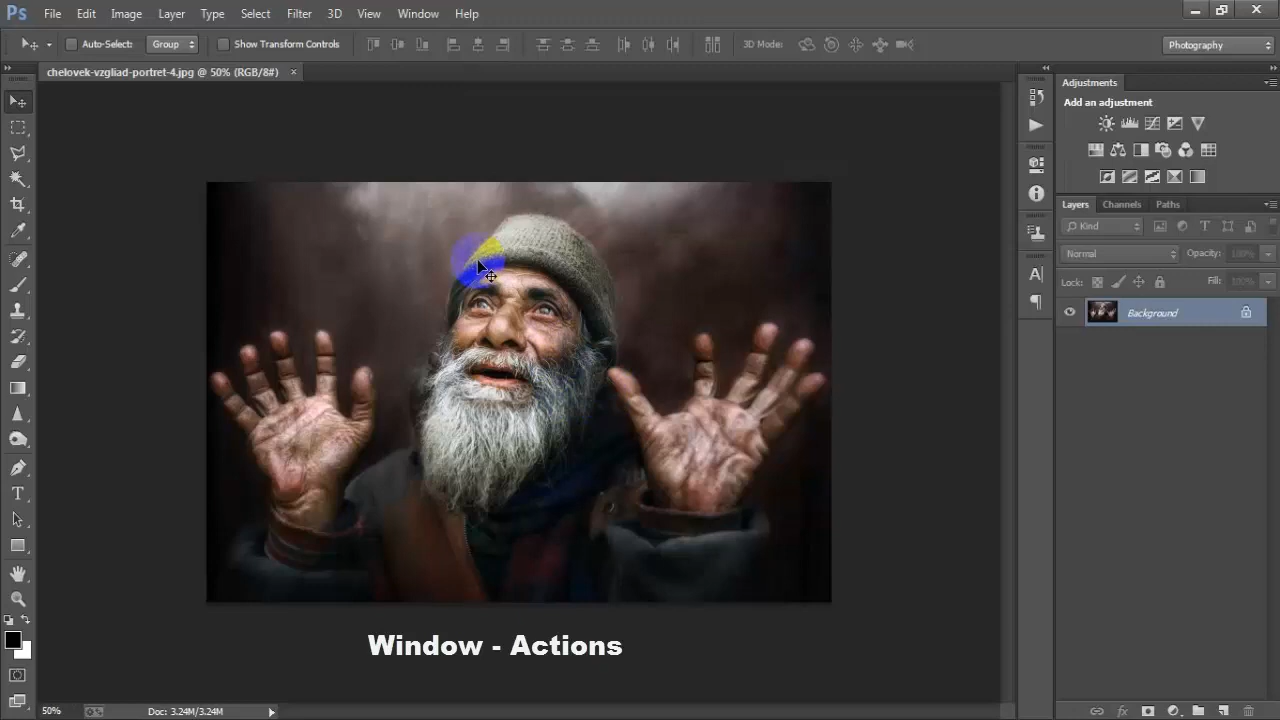 Ps File Edit Image Layer Type Select Filter 3D View Window Help
Auto-Select: Group Show Transform Controls 3D Mode: Photography
chelovek-vzgliad-portret-4.jpg @ 50% (RGB/8#) ×
Adjustments
Add an adjustment
Layers Channels Paths
Kind
Normal Opacity: 100%
Lock: Fill: 100%
Background
Window - Actions
50% Doc: 3.24M/3.24M